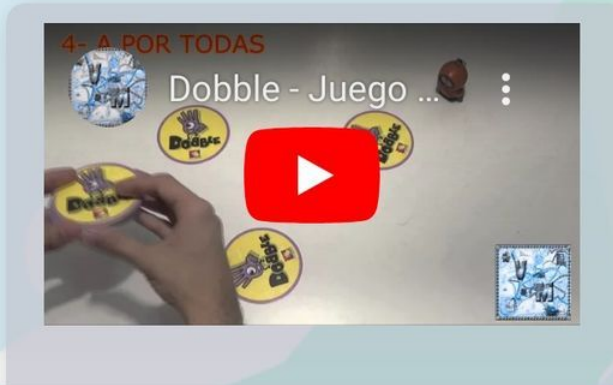 4- A POR TODAS
Dobble - Juego ...
V
M
DOBBLE
DOBBLE
DOBBLE
DOBBLE
V
M